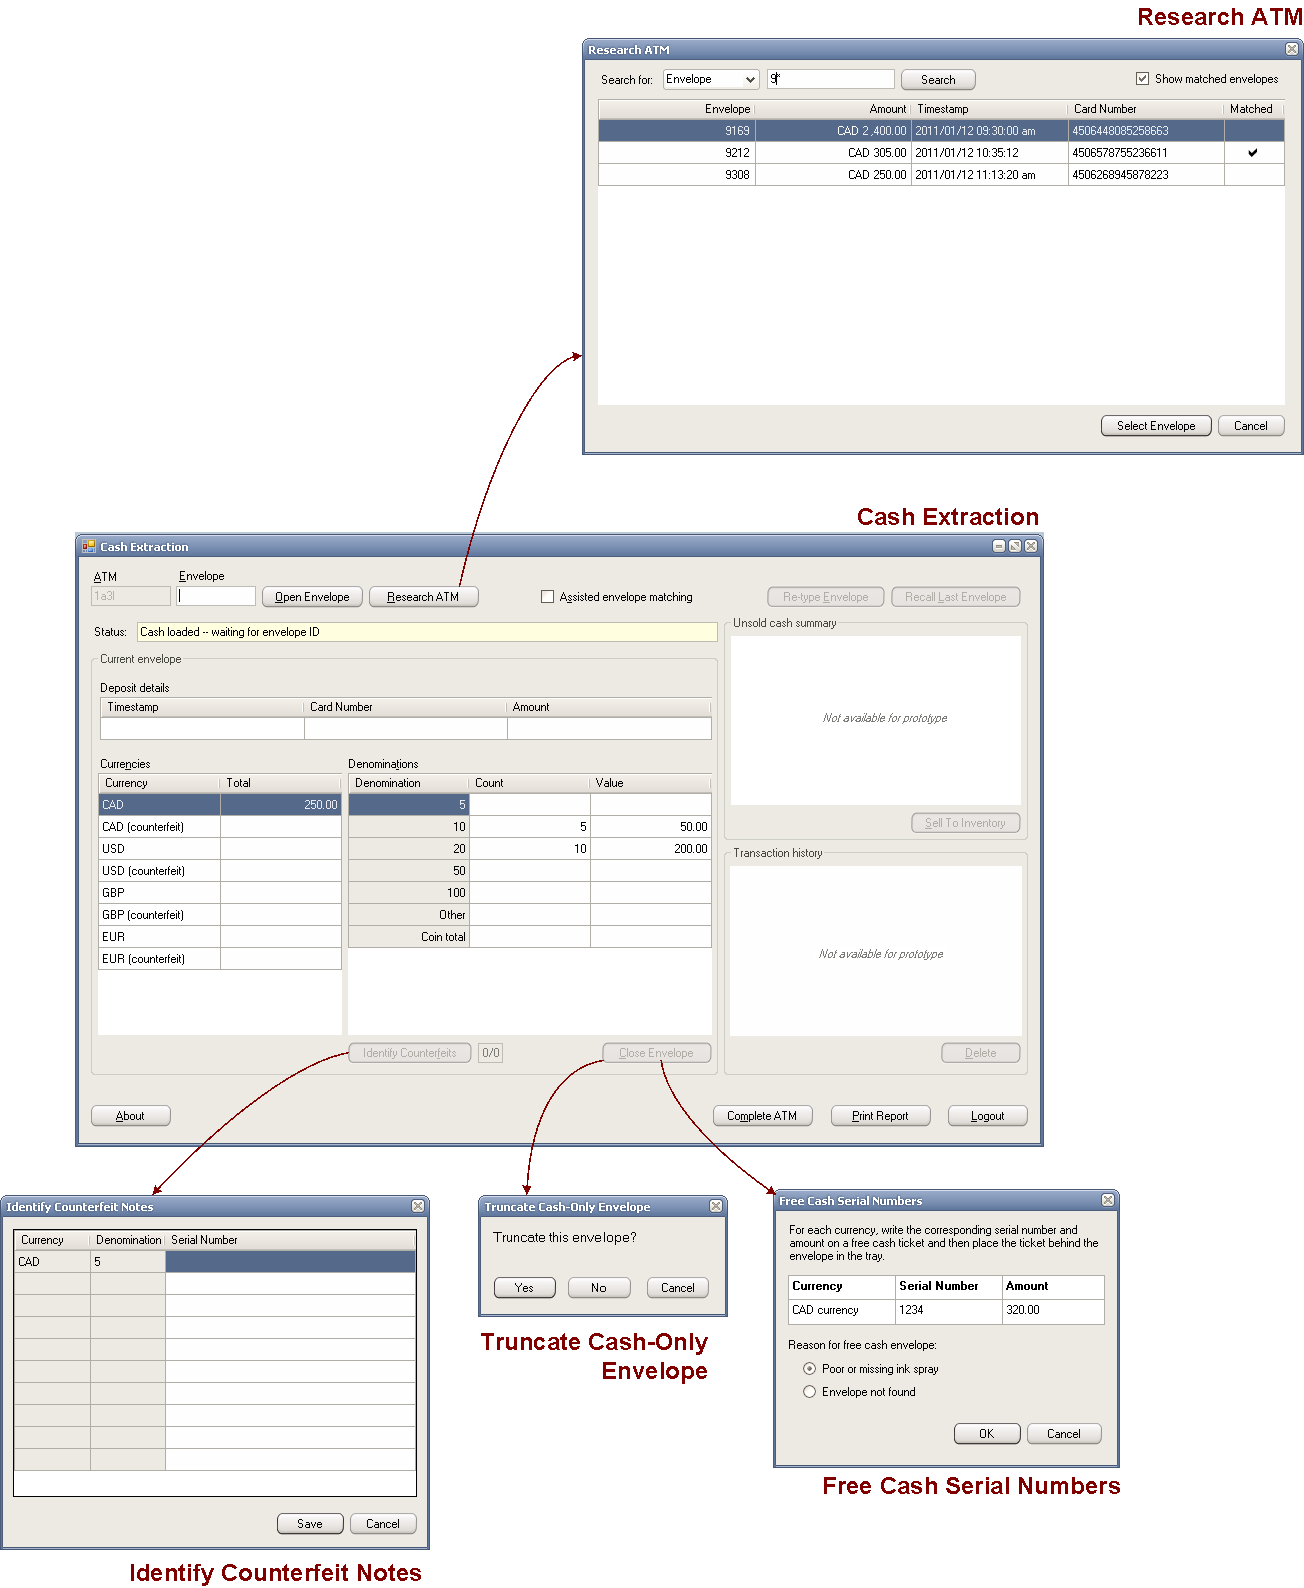 Research ATM
Research ATM
Search for: Envelope 9* Search Show matched envelopes
Envelope Amount Timestamp Card Number Matched
9169 CAD 2,400.00 2011/01/12 09:30:00 am 4506448085258663
9212 CAD 305.00 2011/01/12 10:35:12 4506578755236611
9308 CAD 250.00 2011/01/12 11:13:20 am 4506268945878223
Select Envelope Cancel
Cash Extraction
Cash Extraction
ATM Envelope
1a3l Open Envelope Research ATM Assisted envelope matching Re-type Envelope Recall Last Envelope
Status: Cash loaded -- waiting for envelope ID
Unsold cash summary
Not available for prototype
Sell To Inventory
Current envelope
Deposit details
Timestamp Card Number Amount
Currencies Denominations
Currency Total Denomination Count Value
CAD 250.00 5
CAD (counterfeit) 10 5 50.00
USD 20 10 200.00
USD (counterfeit) 50
GBP 100
GBP (counterfeit) Other
EUR Coin total
EUR (counterfeit)
Transaction history
Not available for prototype
Identify Counterfeits 0/0 Close Envelope Delete
About Complete ATM Print Report Logout
Identify Counterfeit Notes
Currency Denomination Serial Number
CAD 5
Save Cancel
Identify Counterfeit Notes
Truncate Cash-Only Envelope
Truncate this envelope?
Yes No Cancel
Truncate Cash-Only
Envelope
Free Cash Serial Numbers
For each currency, write the corresponding serial number and
amount on a free cash ticket and then place the ticket behind the
envelope in the tray.
Currency Serial Number Amount
CAD currency 1234 320.00
Reason for free cash envelope:
Poor or missing ink spray
Envelope not found
OK Cancel
Free Cash Serial Numbers